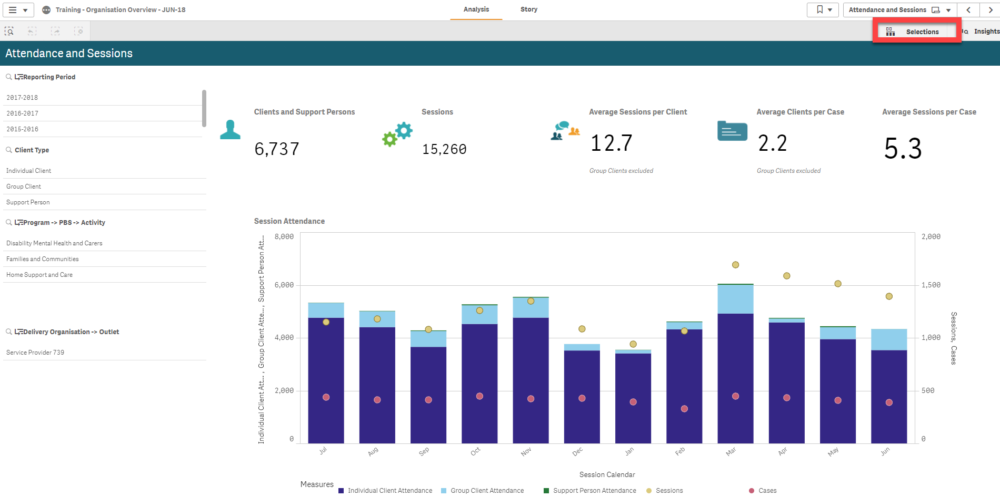 Training - Organisation Overview - JUN-18
Analysis
Story
Attendance and Sessions
Selections
Insights
Attendance and Sessions
Reporting Period
2017-2018
2016-2017
2015-2016
Client Type
Individual Client
Group Client
Support Person
Program -> PBS -> Activity
Disability Mental Health and Carers
Families and Communities
Home Support and Care
Delivery Organisation -> Outlet
Service Provider 739
Clients and Support Persons
6,737
Sessions
15,260
Average Sessions per Client
12.7
Group Clients excluded
Average Clients per Case
2.2
Group Clients excluded
Average Sessions per Case
5.3
Session Attendance
Individual Client Att... , Group Client Atte... , Support Person Att...
8,000
6,000
4,000
2,000
0
2,000
1,500
1,000
500
0
Sessions, Cases
Jul
Aug
Sep
Oct
Nov
Dec
Jan
Feb
Mar
Apr
May
Jun
Session Calendar
Measures
Individual Client Attendance
Group Client Attendance
Support Person Attendance
Sessions
Cases